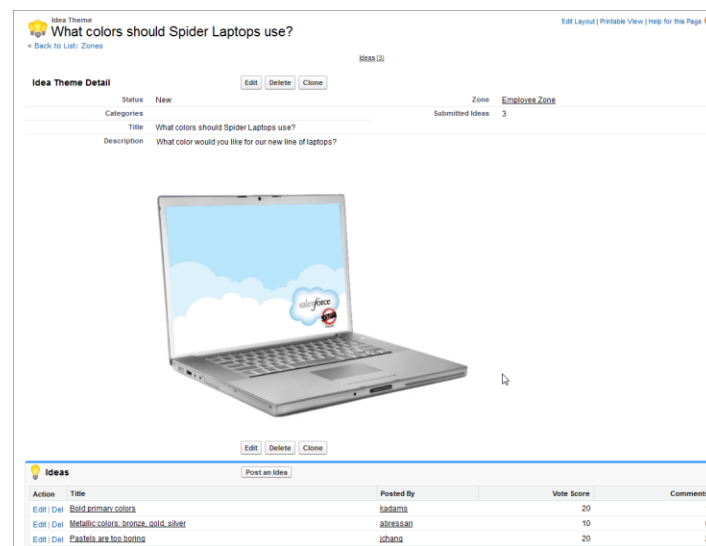 Idea Theme
What colors should Spider Laptops use?
Edit Layout | Printable View | Help for this Page
« Back to List: Zones
Ideas [3]
Idea Theme Detail
Edit Delete Clone
Status New
Zone Employee Zone
Categories
Submitted Ideas 3
Title What colors should Spider Laptops use?
Description What color would you like for our new line of laptops?
salesforce
Edit Delete Clone
Ideas
Post an Idea
Action Title Posted By Vote Score Comments
Edit | Del Bold primary colors kadams 20
Edit | Del Metallic colors: bronze, gold, silver abressan 10
Edit | Del Pastels are too boring jchang 20